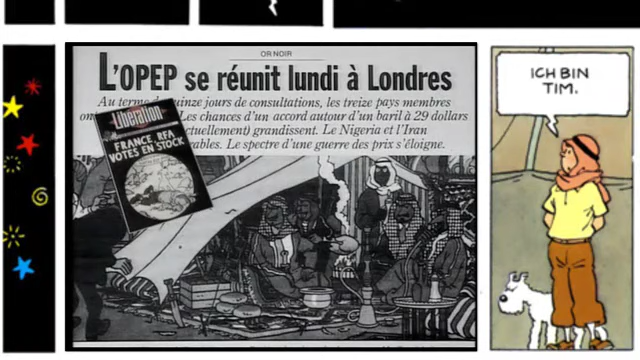 OR NOIR
L'OPEP se réunit lundi à Londres
Au terme de quinze jours de consultations, les treize pays membres
Les chances d'un accord autour d'un baril à 29 dollars
ctuellement) grandissent. Le Nigeria et l'Iran
rables. Le spectre d'une guerre des prix s'éloigne.
Libération
FRANCE, RFA
VOTES EN STOCK
ICH BIN
TIM.